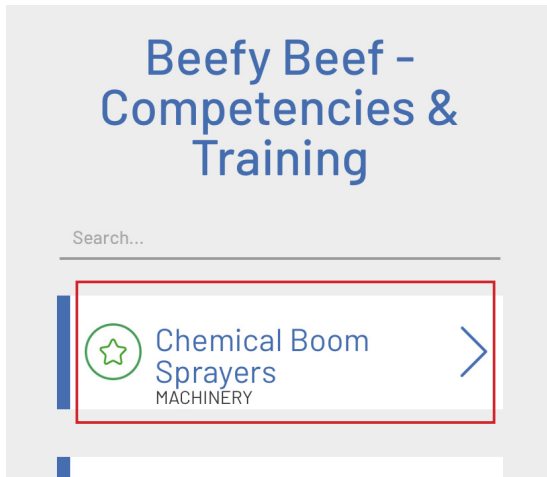 Beefy Beef -
Competencies &
Training
Search...
Chemical Boom
Sprayers
MACHINERY